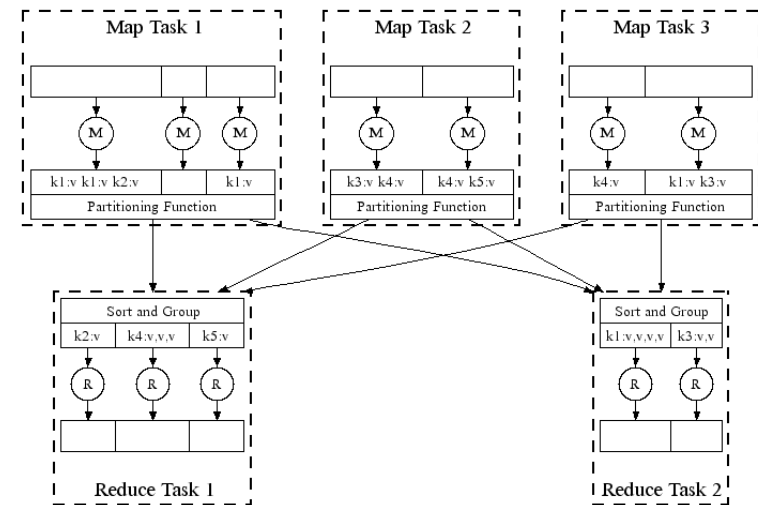 Map Task 1 Map Task 2 Map Task 3
M M M M M M M
k1:v k1:v k2:v k1:v k3:v k4:v k4:v k5:v k4:v k1:v k3:v
Partitioning Function Partitioning Function Partitioning Function
Sort and Group Sort and Group
k2:v k4:v,v,v k5:v k1:v,v,v,v k3:v,v
R R R R R
Reduce Task 1 Reduce Task 2